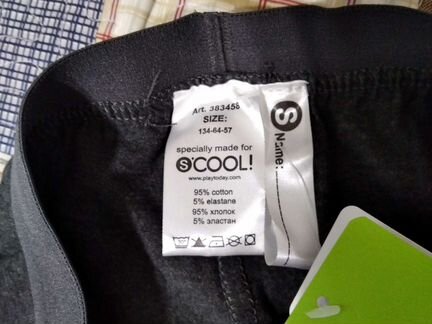 Art. 383458
SIZE:
134-64-57
specially made for
S'COOL!
www.playtoday.com
95% cotton
5% elastane
95% хлопок
5% эластан
S
Name: